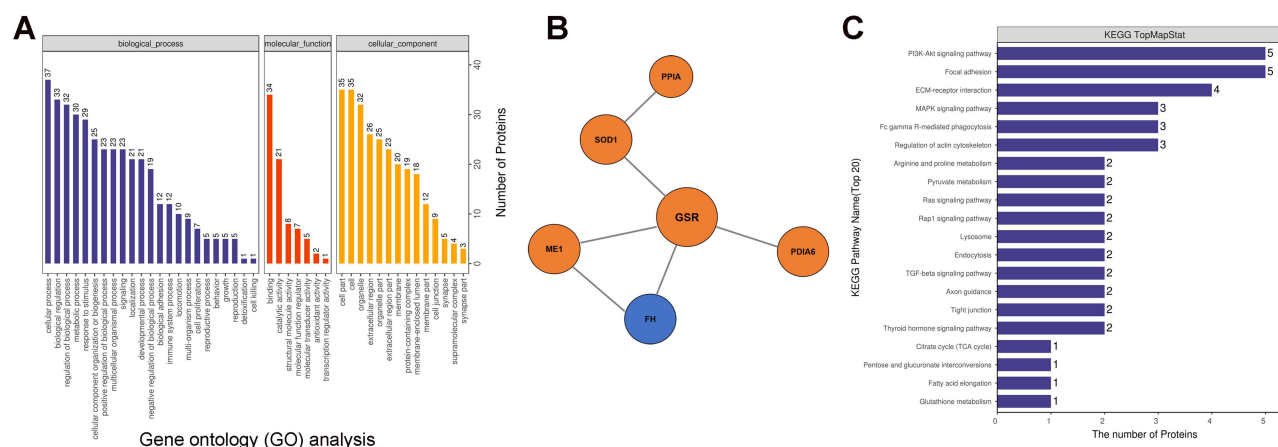 A
biological_process
molecular_function
cellular_component
37
33
32
30
29
25
23
23
23
21
21
19
12
12
10
9
7
5
5
5
5
1
1
34
21
8
7
5
2
1
35
35
32
26
25
23
20
19
18
12
9
5
4
3
0
10
20
30
40
Number of Proteins
cellular process
biological regulation
regulation of biological process
metabolic process
response to stimulus
cellular component organization or biogenesis
positive regulation of biological process
multicellular organismal process
signaling
localization
developmental process
negative regulation of biological process
biological adhesion
immune system process
locomotion
multi-organism process
cell proliferation
reproductive process
behavior
growth
reproduction
detoxification
cell killing
binding
catalytic activity
structural molecule activity
molecular function regulator
molecular transducer activity
antioxidant activity
transcription regulator activity
cell part
cell
organelle
extracellular region
organelle part
extracellular region part
membrane
protein-containing complex
membrane-enclosed lumen
membrane part
cell junction
synapse
supramolecular complex
synapse part
Gene ontology (GO) analysis
B
PPIA
SOD1
GSR
ME1
PDIA6
FH
C
KEGG TopMapStat
KEGG Pathway Name(Top 20)
PI3K-Akt signaling pathway 5
Focal adhesion 5
ECM-receptor interaction 4
MAPK signaling pathway 3
Fc gamma R-mediated phagocytosis 3
Regulation of actin cytoskeleton 3
Arginine and proline metabolism 2
Pyruvate metabolism 2
Ras signaling pathway 2
Rap1 signaling pathway 2
Lysosome 2
Endocytosis 2
TGF-beta signaling pathway 2
Axon guidance 2
Tight junction 2
Thyroid hormone signaling pathway 2
Citrate cycle (TCA cycle) 1
Pentose and glucuronate interconversions 1
Fatty acid elongation 1
Glutathione metabolism 1
0 1 2 3 4 5
The number of Proteins